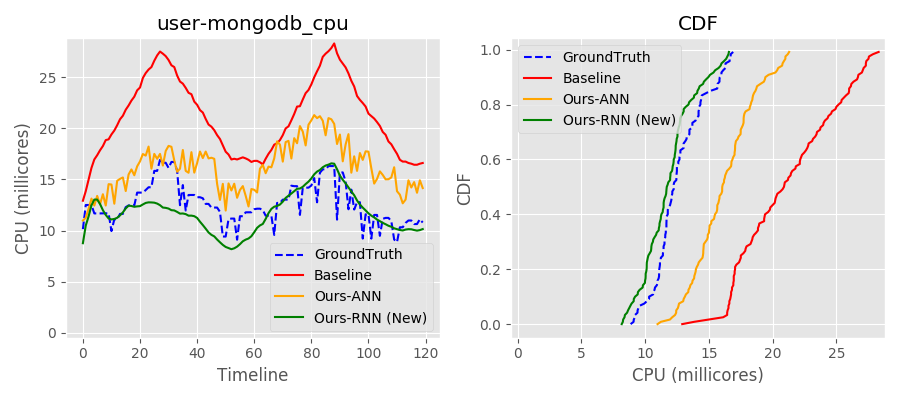 user-mongodb_cpu
CPU (millicores)
25
20
15
10
5
0
0
20
40
60
80
100
120
Timeline
GroundTruth
Baseline
Ours-ANN
Ours-RNN (New)
CDF
CDF
1.0
0.8
0.6
0.4
0.2
0.0
0
5
10
15
20
25
CPU (millicores)
GroundTruth
Baseline
Ours-ANN
Ours-RNN (New)